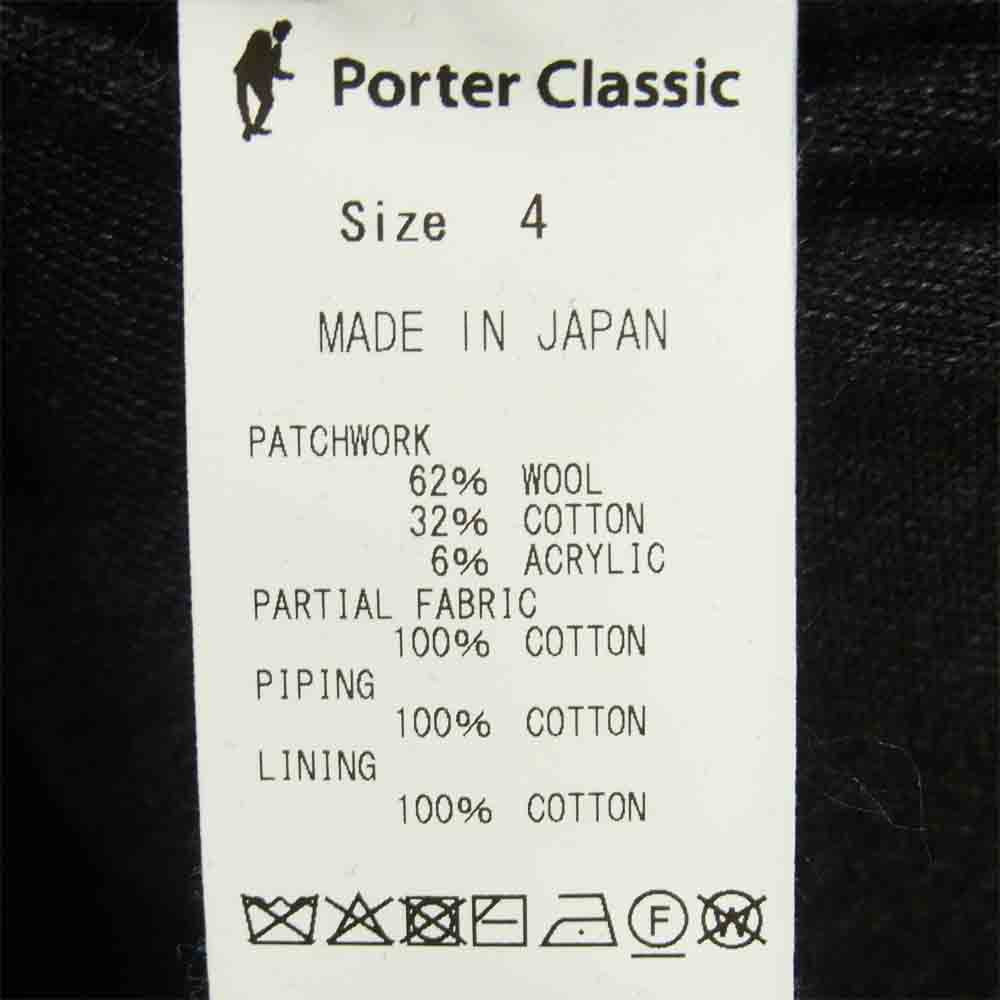 Porter Classic
Size 4
MADE IN JAPAN
PATCHWORK
62% WOOL
32% COTTON
6% ACRYLIC
PARTIAL FABRIC
100% COTTON
PIPING
100% COTTON
LINING
100% COTTON
F W